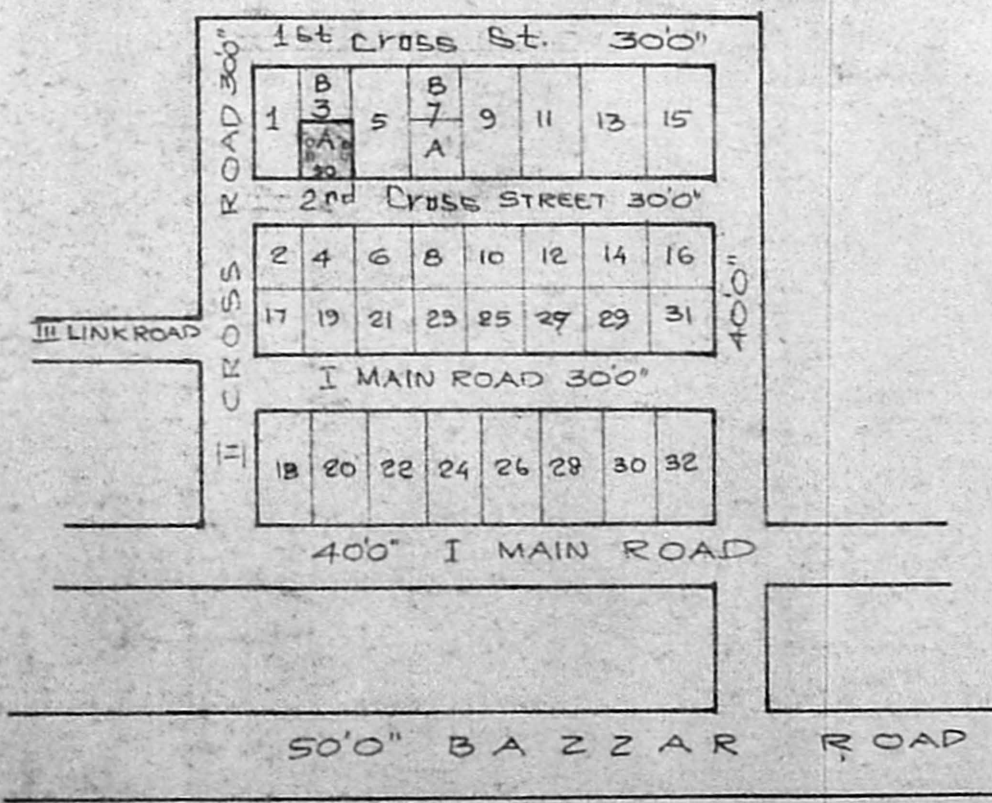 1st Cross St. 30'0"
II CROSS ROAD 30'0"
1 B 3 A 5 B 7 A 9 11 13 15
2nd Cross STREET 30'0"
2 4 6 8 10 12 14 16
17 19 21 23 25 27 29 31
40'0"
III LINK ROAD
I MAIN ROAD 30'0"
18 20 22 24 26 28 30 32
40'0" I MAIN ROAD
50'0" BAZZAR ROAD